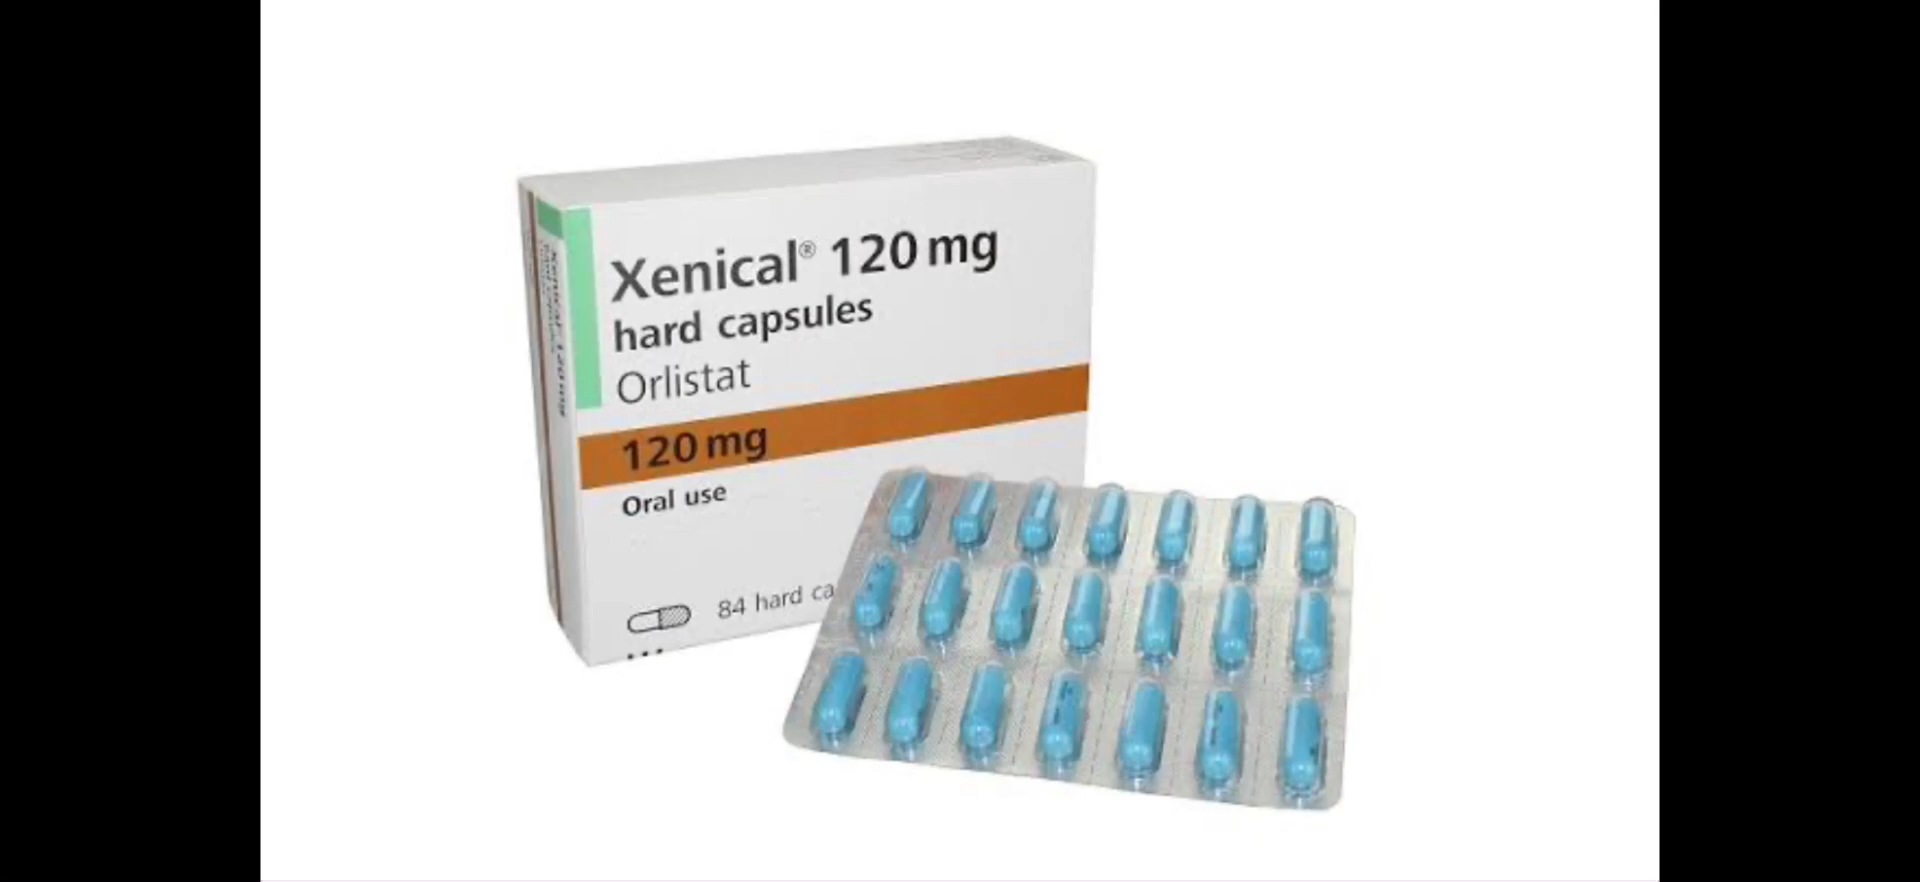 Xenical® 120 mg
hard capsules
Orlistat
120 mg
Oral use
84 hard ca